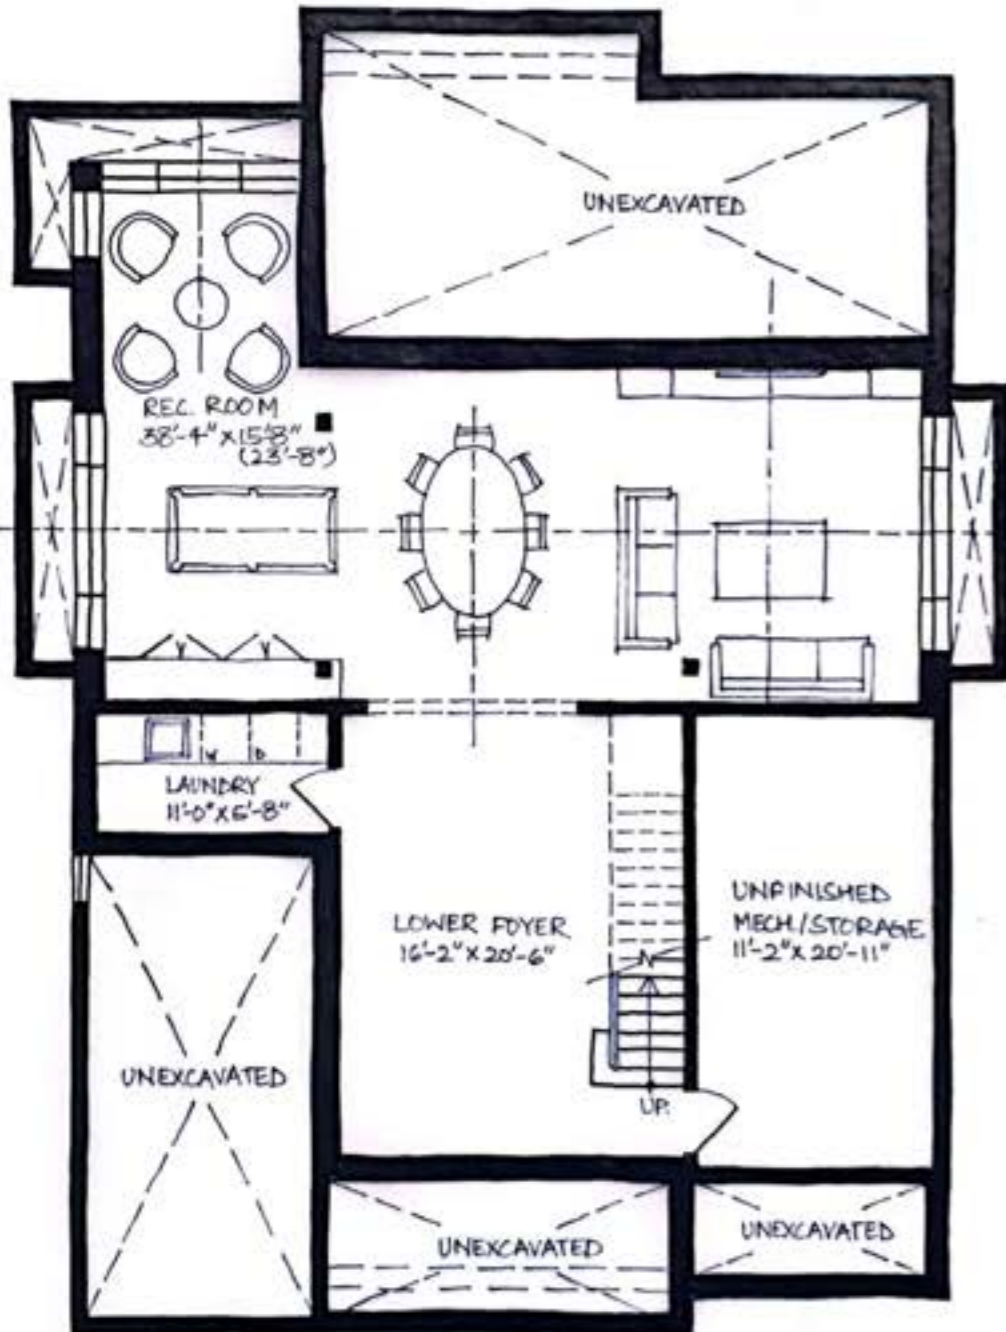 UNEXCAVATED
REC. ROOM
38'-4" X 15'-8"
(23'-8")
W D
LAUNDRY
11'-0" X 6'-8"
LOWER FOYER
16'-2" X 20'-6"
UNFINISHED
MECH./STORAGE
11'-2" X 20'-11"
UNEXCAVATED
UP.
UNEXCAVATED
UNEXCAVATED